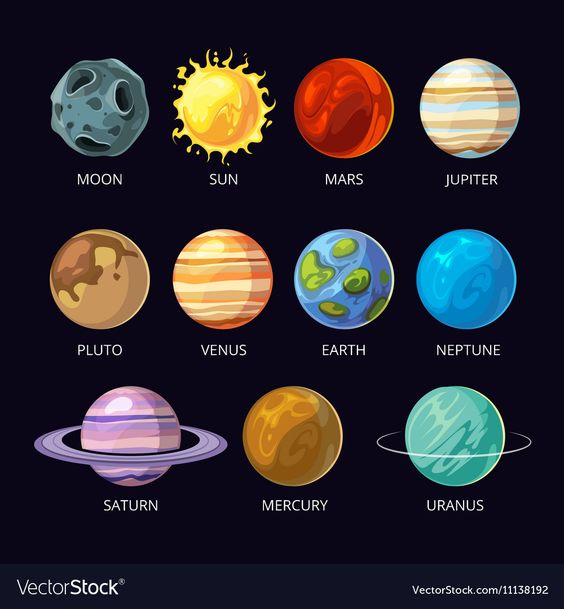 MOON SUN MARS JUPITER
PLUTO VENUS EARTH NEPTUNE
SATURN MERCURY URANUS
VectorStock® VectorStock.com/11138192